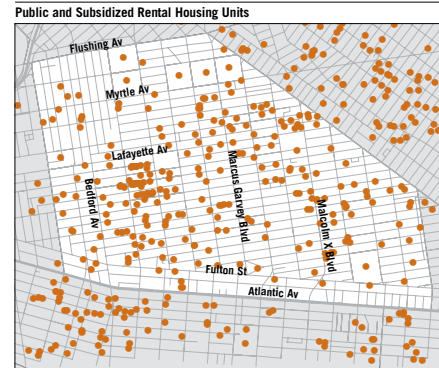 Public and Subsidized Rental Housing Units
Flushing Av
Myrtle Av
Lafayette Av
Bedford Av
Marcus Garvey Blvd
Malcolm X Blvd
Fulton St
Atlantic Av